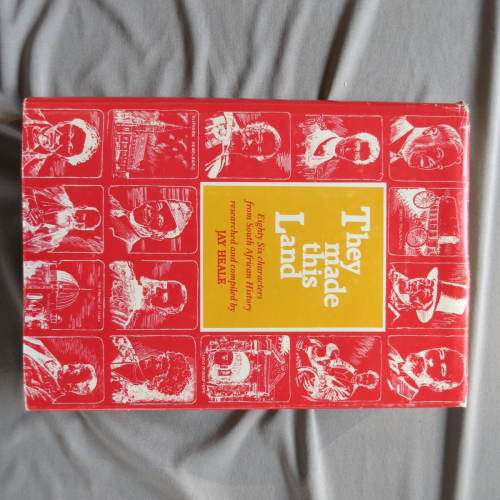 They
made
this
Land
Eighty Six characters
from South African History
researched and compiled by
JAY HEALE